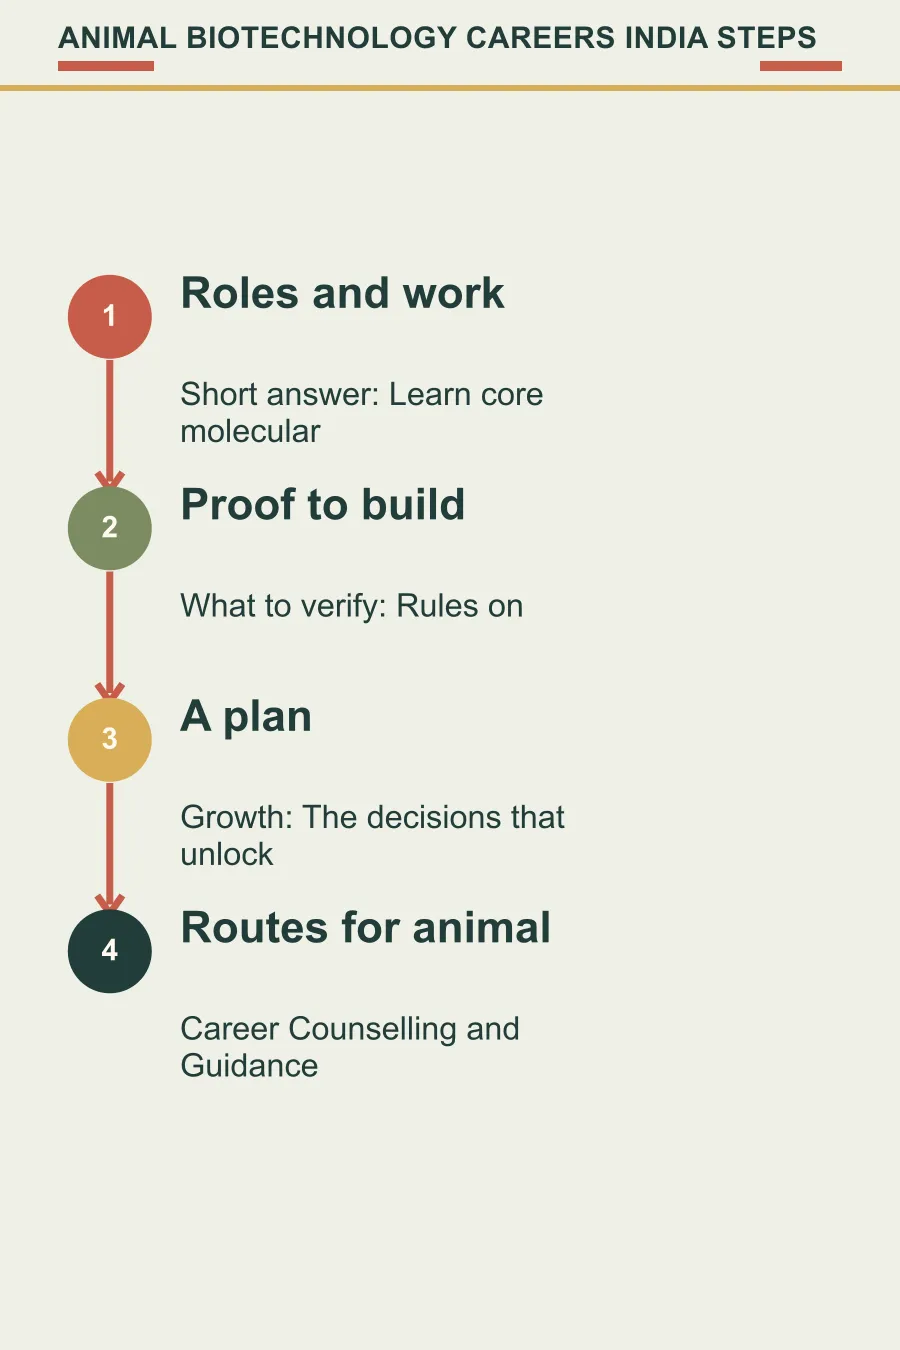 ANIMAL BIOTECHNOLOGY CAREERS INDIA STEPS
1
Roles and work
Short answer: Learn core
molecular
2
Proof to build
What to verify: Rules on
3
A plan
Growth: The decisions that
unlock
4
Routes for animal
Career Counselling and
Guidance